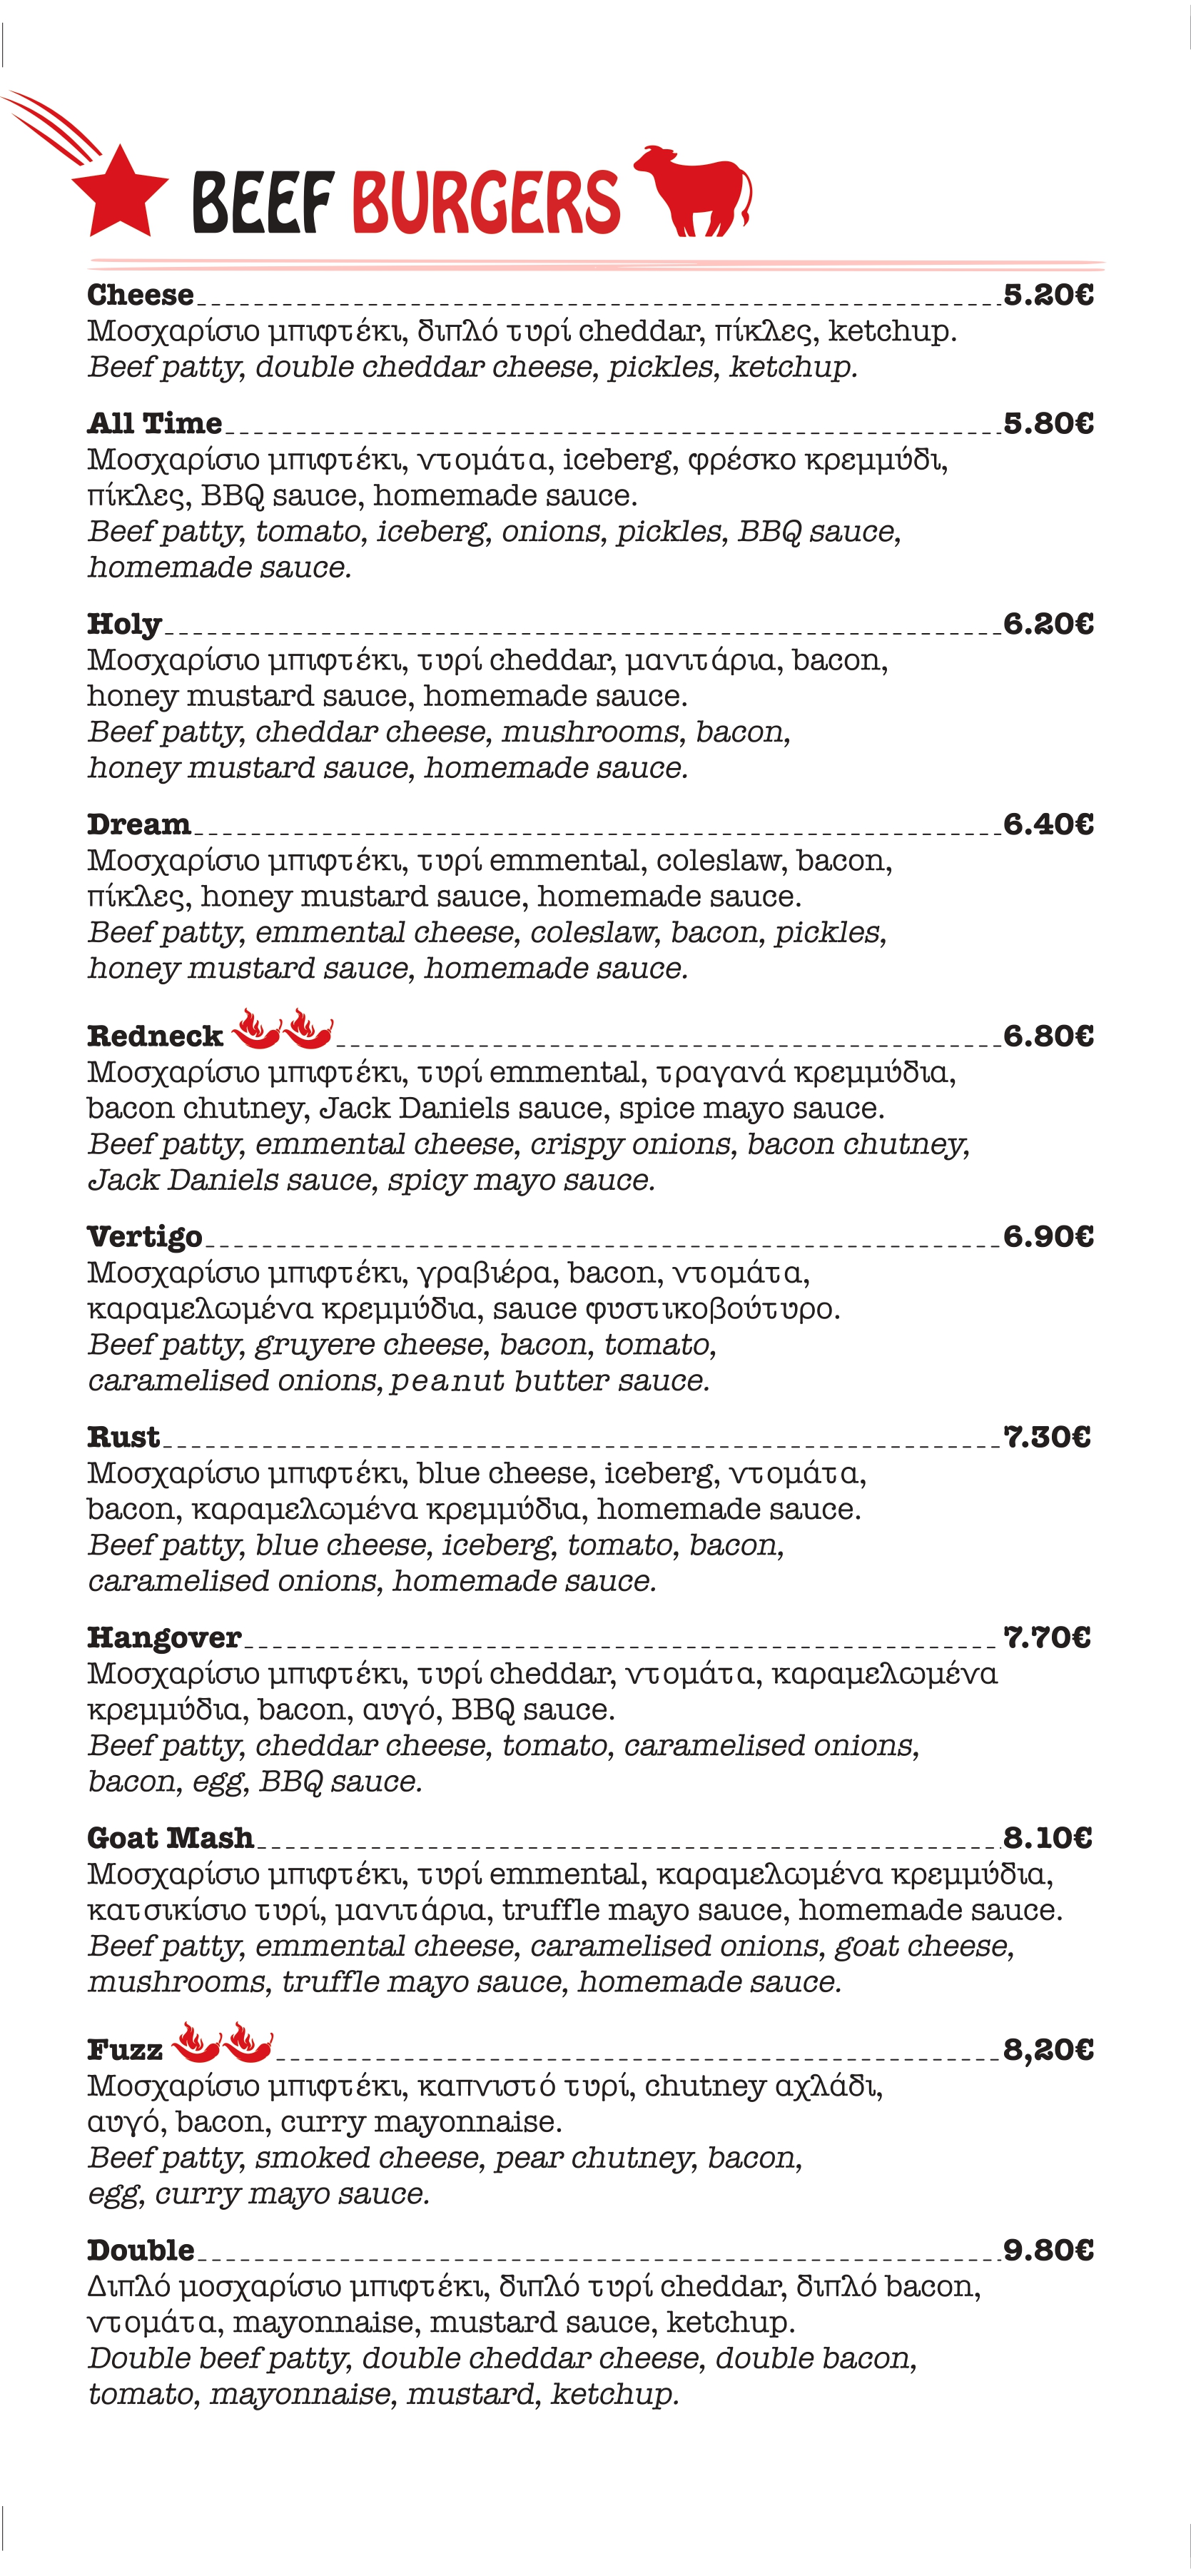 BEEF BURGERS
Cheese 5.20€
Μοσχαρίσιο μπιφτέκι, διπλό τυρί cheddar, πίκλες, ketchup.
Beef patty, double cheddar cheese, pickles, ketchup.
All Time 5.80€
Μοσχαρίσιο μπιφτέκι, ντομάτα, iceberg, φρέσκο κρεμμύδι,
πίκλες, BBQ sauce, homemade sauce.
Beef patty, tomato, iceberg, onions, pickles, BBQ sauce,
homemade sauce.
Holy 6.20€
Μοσχαρίσιο μπιφτέκι, τυρί cheddar, μανιτάρια, bacon,
honey mustard sauce, homemade sauce.
Beef patty, cheddar cheese, mushrooms, bacon,
honey mustard sauce, homemade sauce.
Dream 6.40€
Μοσχαρίσιο μπιφτέκι, τυρί emmental, coleslaw, bacon,
πίκλες, honey mustard sauce, homemade sauce.
Beef patty, emmental cheese, coleslaw, bacon, pickles,
honey mustard sauce, homemade sauce.
Redneck 6.80€
Μοσχαρίσιο μπιφτέκι, τυρί emmental, τραγανά κρεμμύδια,
bacon chutney, Jack Daniels sauce, spice mayo sauce.
Beef patty, emmental cheese, crispy onions, bacon chutney,
Jack Daniels sauce, spicy mayo sauce.
Vertigo 6.90€
Μοσχαρίσιο μπιφτέκι, γραβιέρα, bacon, ντομάτα,
καραμελωμένα κρεμμύδια, sauce φυστικοβούτυρο.
Beef patty, gruyere cheese, bacon, tomato,
caramelised onions, peanut butter sauce.
Rust 7.30€
Μοσχαρίσιο μπιφτέκι, blue cheese, iceberg, ντομάτα,
bacon, καραμελωμένα κρεμμύδια, homemade sauce.
Beef patty, blue cheese, iceberg, tomato, bacon,
caramelised onions, homemade sauce.
Hangover 7.70€
Μοσχαρίσιο μπιφτέκι, τυρί cheddar, ντομάτα, καραμελωμένα
κρεμμύδια, bacon, αυγό, BBQ sauce.
Beef patty, cheddar cheese, tomato, caramelised onions,
bacon, egg, BBQ sauce.
Goat Mash 8.10€
Μοσχαρίσιο μπιφτέκι, τυρί emmental, καραμελωμένα κρεμμύδια,
κατσικίσιο τυρί, μανιτάρια, truffle mayo sauce, homemade sauce.
Beef patty, emmental cheese, caramelised onions, goat cheese,
mushrooms, truffle mayo sauce, homemade sauce.
Fuzz 8,20€
Μοσχαρίσιο μπιφτέκι, καπνιστό τυρί, chutney αχλάδι,
αυγό, bacon, curry mayonnaise.
Beef patty, smoked cheese, pear chutney, bacon,
egg, curry mayo sauce.
Double 9.80€
Διπλό μοσχαρίσιο μπιφτέκι, διπλό τυρί cheddar, διπλό bacon,
ντομάτα, mayonnaise, mustard sauce, ketchup.
Double beef patty, double cheddar cheese, double bacon,
tomato, mayonnaise, mustard, ketchup.